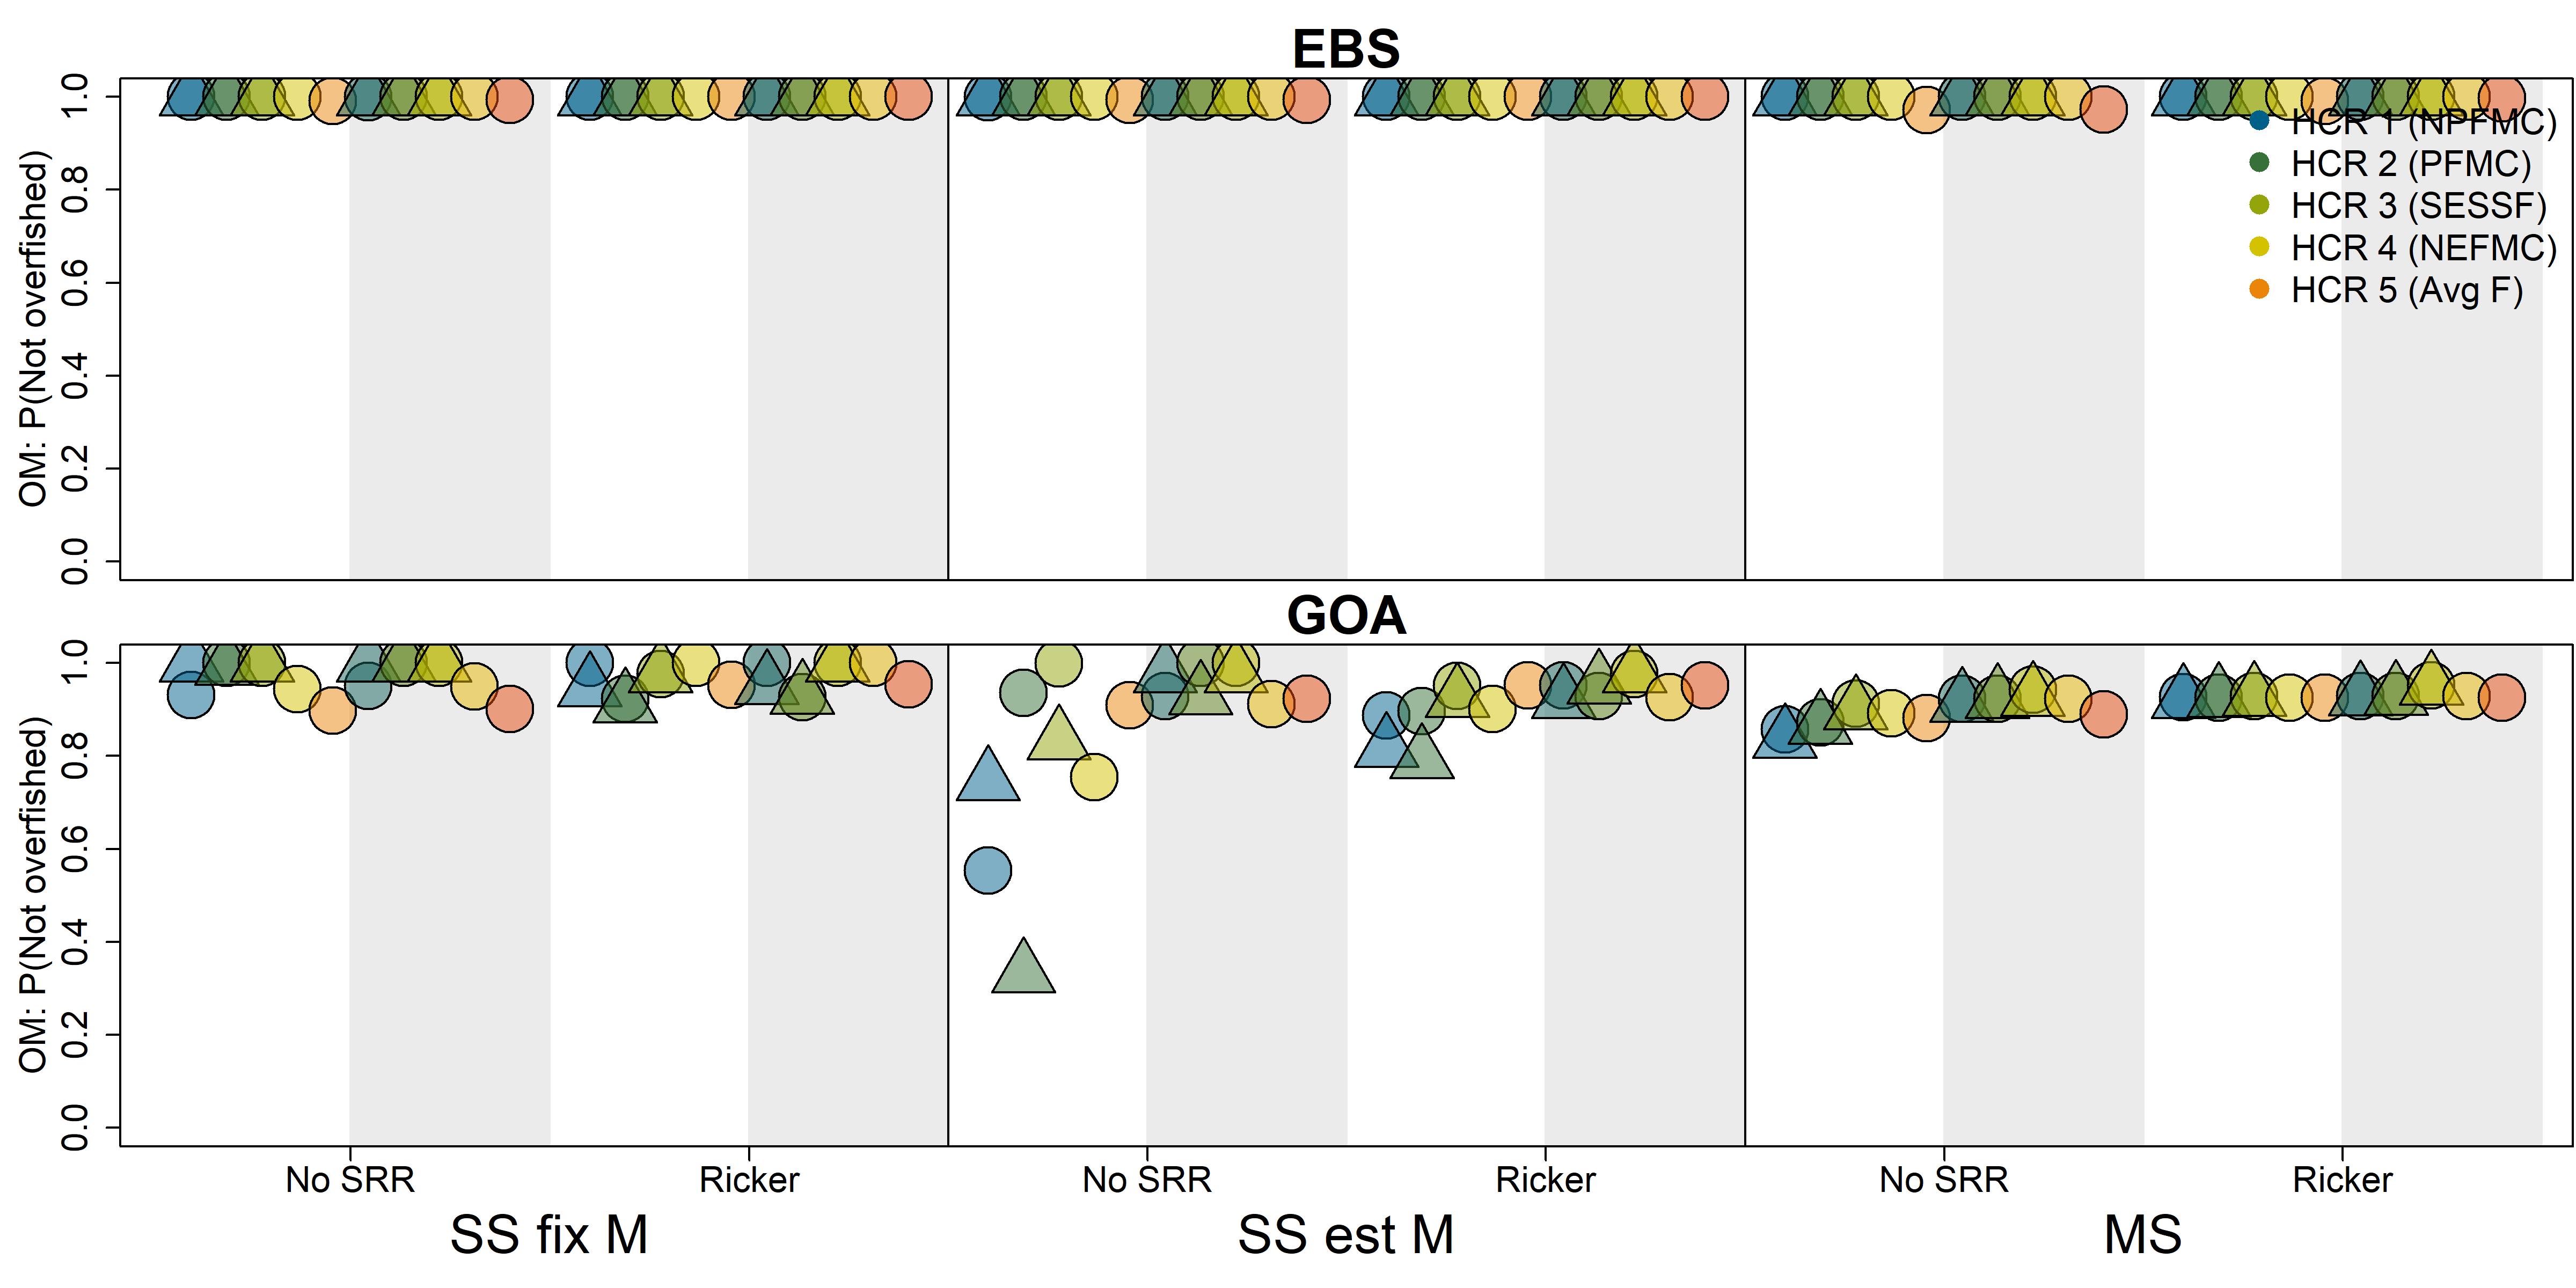 EBS
OM: P(Not overfished)
1.0
0.8
0.6
0.4
0.2
0.0
HCR 1 (NPFMC)
HCR 2 (PFMC)
HCR 3 (SESSF)
HCR 4 (NEFMC)
HCR 5 (Avg F)
GOA
OM: P(Not overfished)
1.0
0.8
0.6
0.4
0.2
0.0
No SRR Ricker No SRR Ricker No SRR Ricker
SS fix M SS est M MS